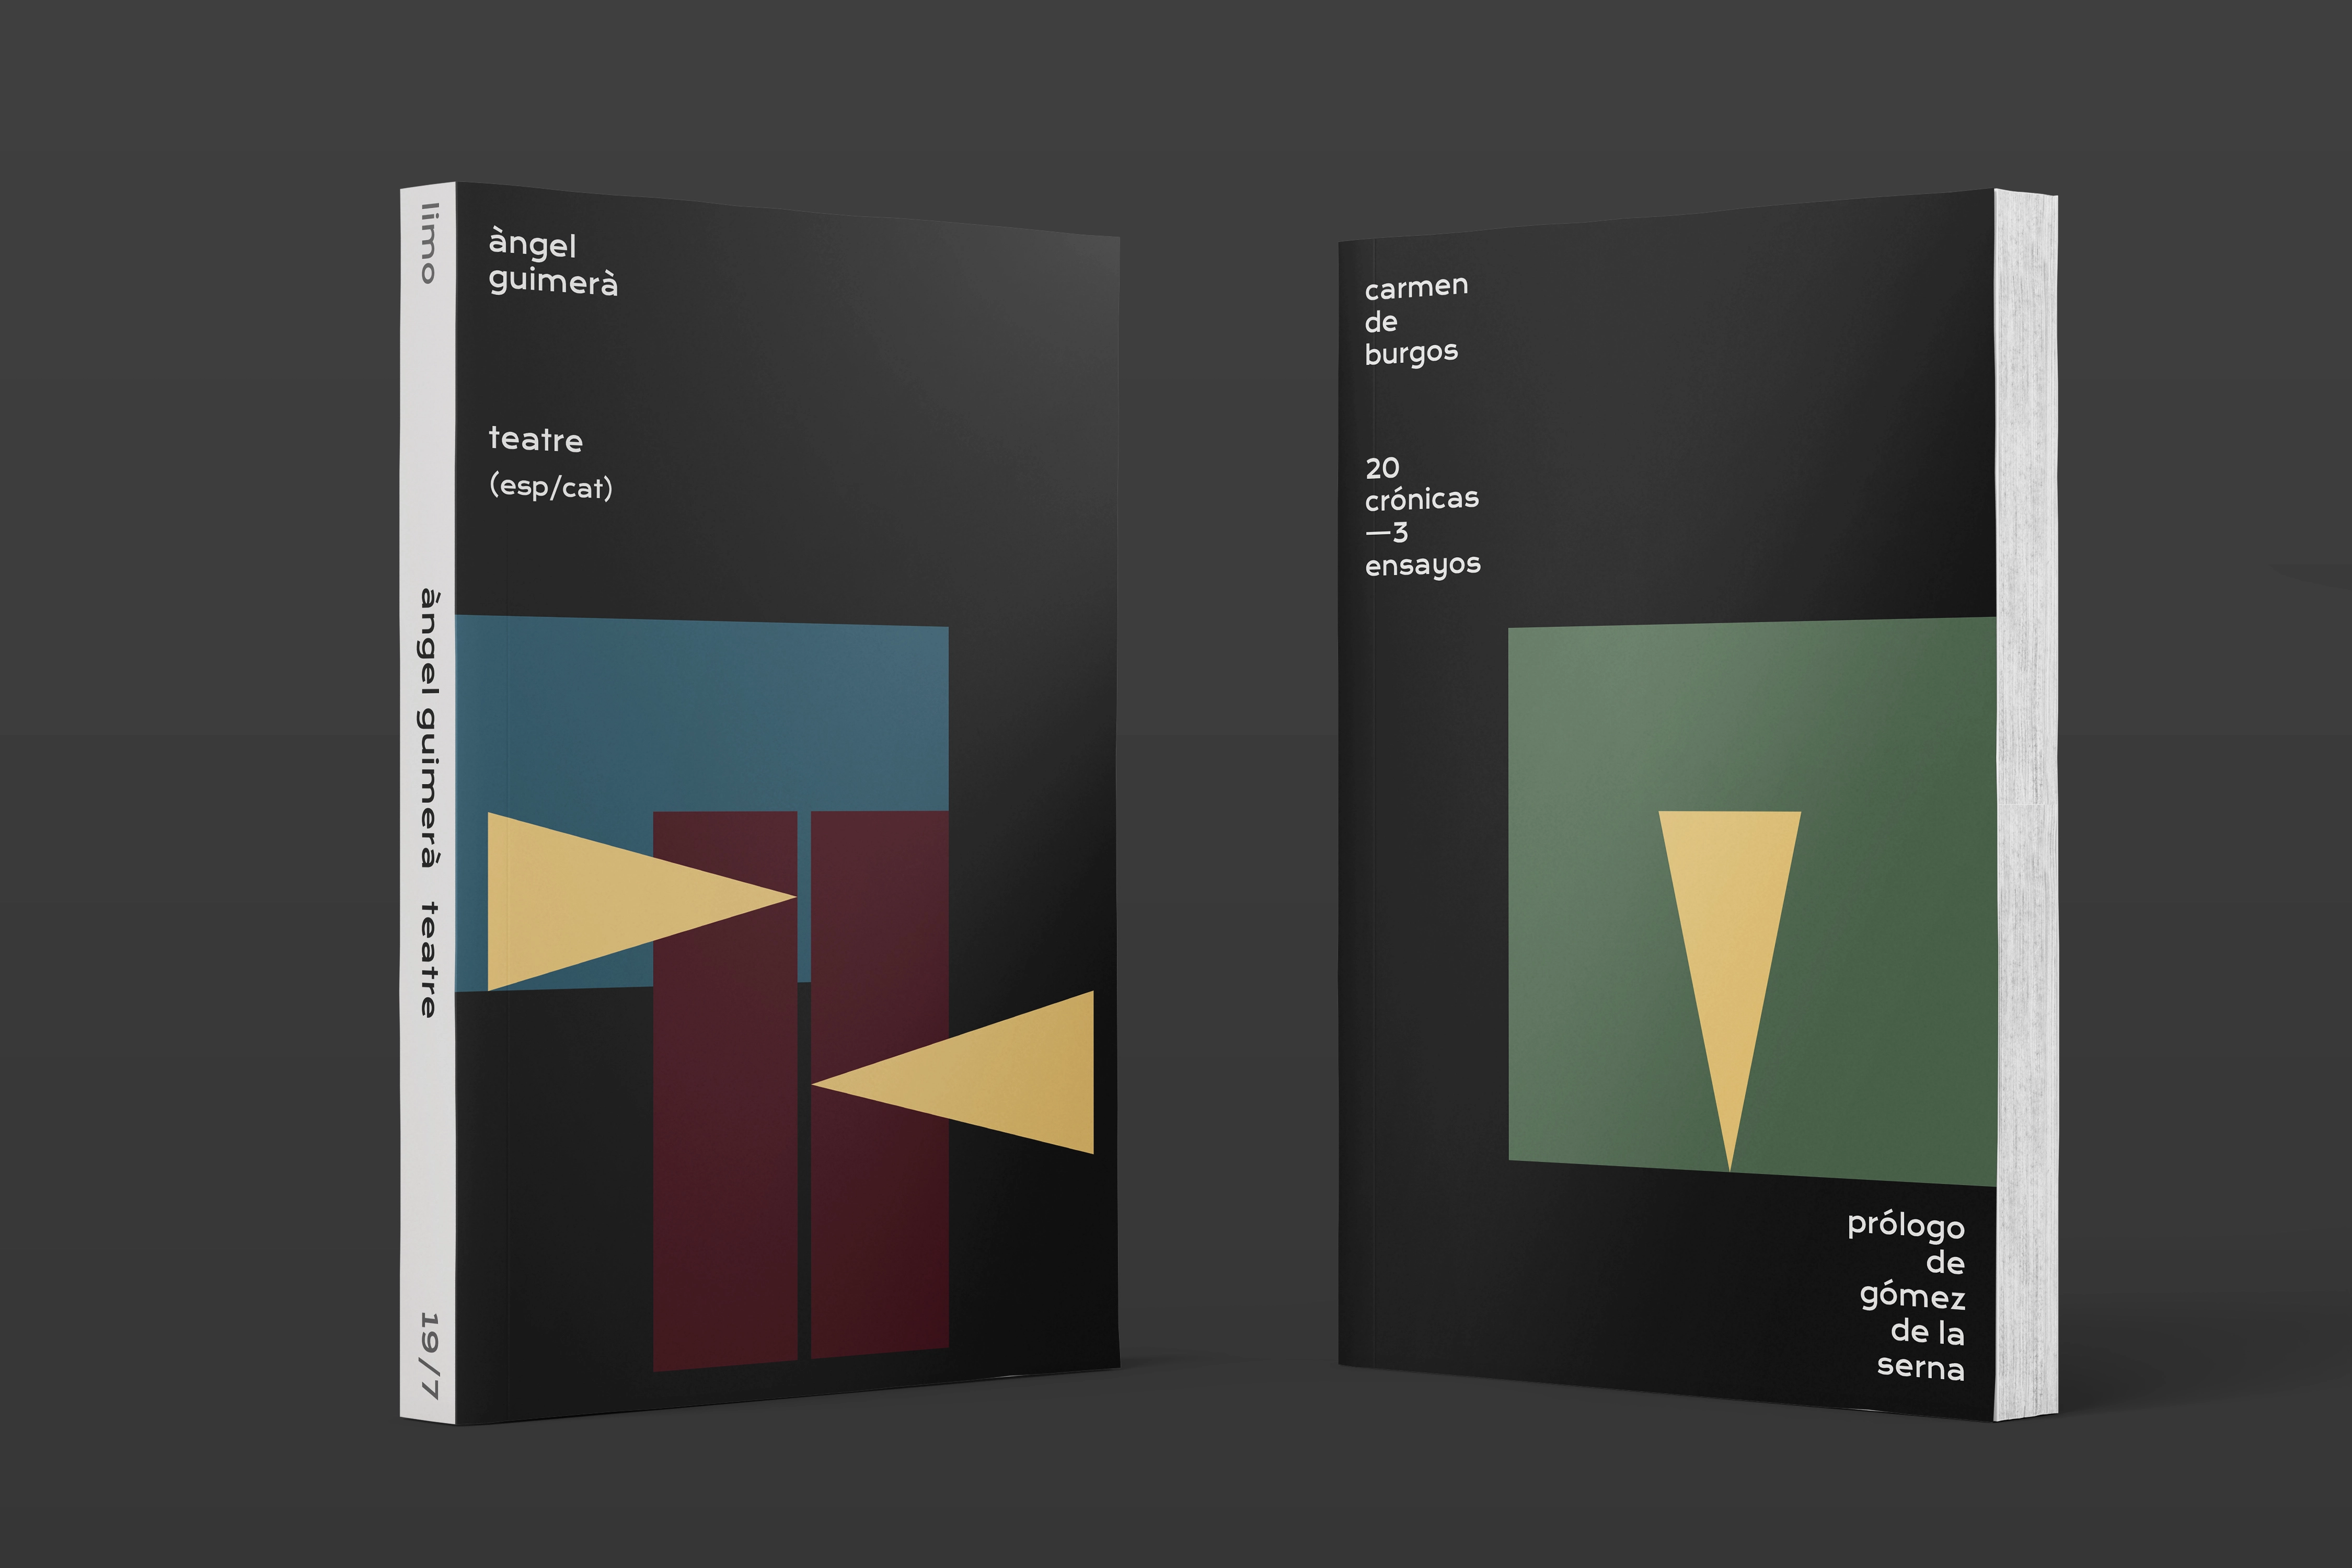 limo
àngel guimerà teatre
19/7
àngel
guimerà
teatre
(esp/cat)
carmen
de
burgos
20
crónicas
—3
ensayos
prólogo
de
gómez
de la
serna